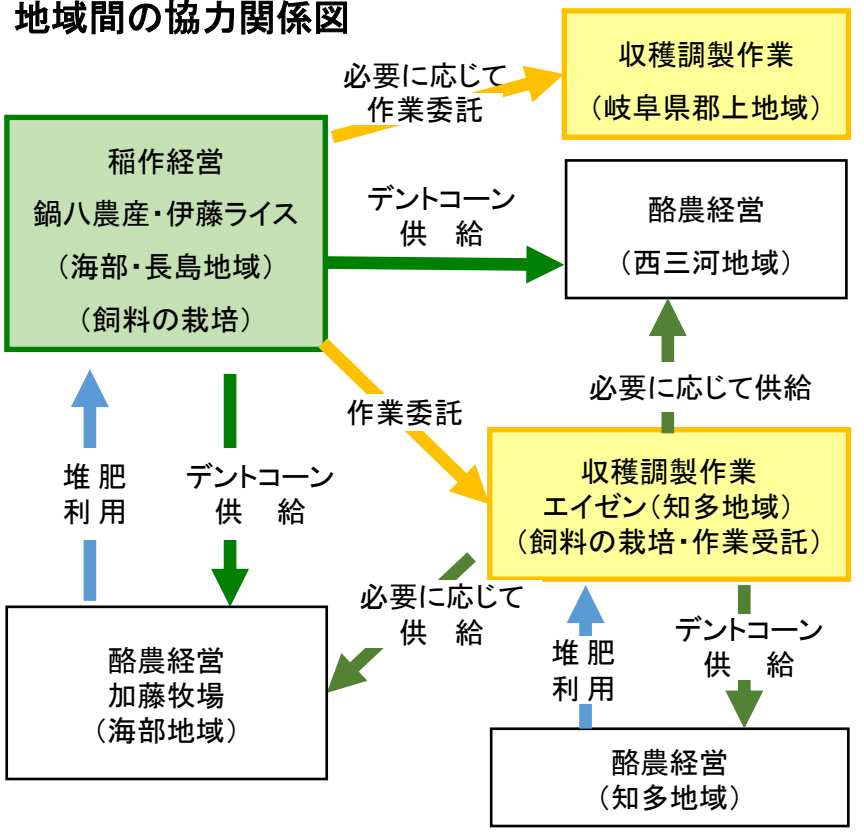 地域間の協力関係図
必要に応じて
作業委託
収穫調製作業
（岐阜県郡上地域）
稲作経営
鍋八農産・伊藤ライス
（海部・長島地域）
（飼料の栽培）
デントコーン
供　給
酪農経営
（西三河地域）
必要に応じて供給
作業委託
堆 肥
利 用
デントコーン
供　給
収穫調製作業
エイゼン（知多地域）
（飼料の栽培・作業受託）
必要に応じて
供　給
堆 肥
利 用
デントコーン
供　給
酪農経営
加藤牧場
（海部地域）
酪農経営
（知多地域）